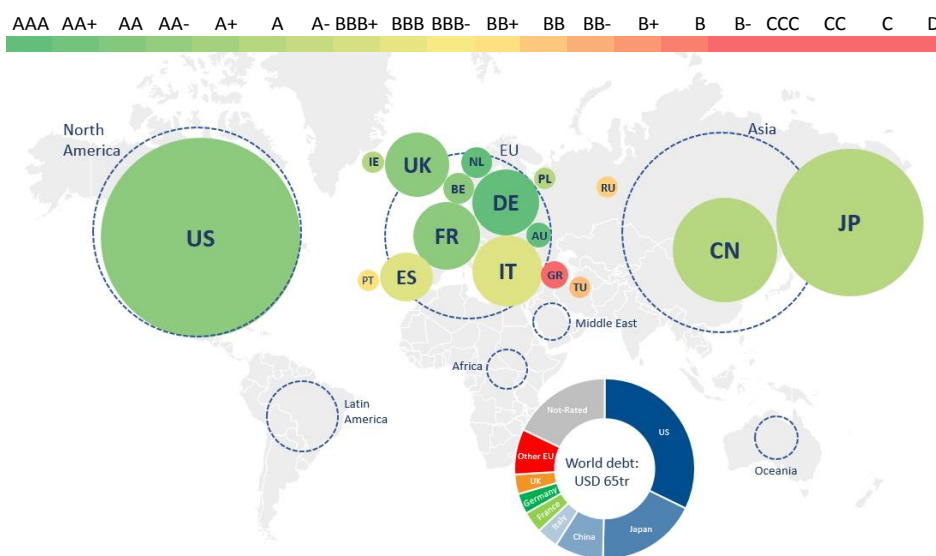 AAA AA+ AA AA- A+ A A- BBB+ BBB BBB- BB+ BB BB- B+ B B- CCC CC C D
North
America
Asia
EU
IE
UK
NL
BE
PL
RU
DE
US
FR
AU
JP
CN
IT
ES
PT
GR
TU
Middle East
Africa
Latin
America
Oceania
Not-Rated
US
Other EU
World debt:
USD 65tr
UK
Germany
France
Italy
China
Japan